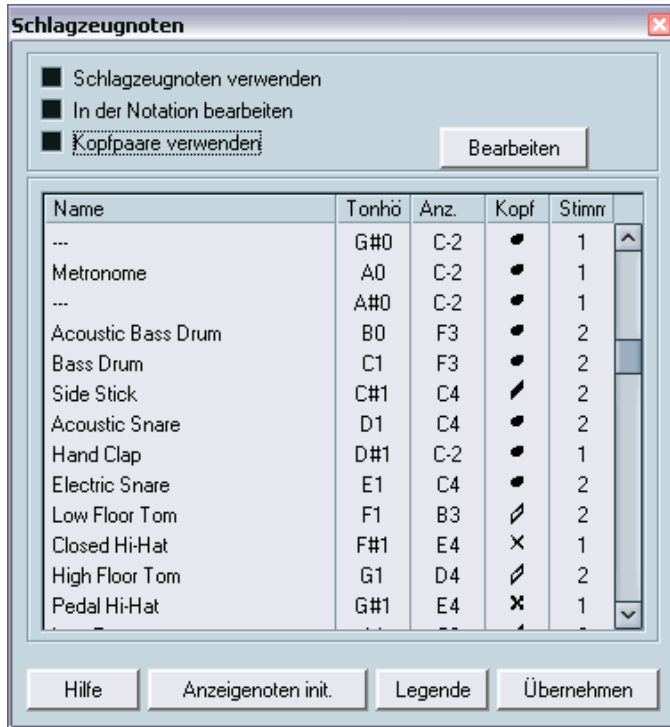 Schlagzeugnoten
Schlagzeugnoten verwenden
In der Notation bearbeiten
Kopfpaare verwenden
Bearbeiten
Name Tonhö Anz. Kopf Stimm
--- G#0 C-2 1
Metronome A0 C-2 1
--- A#0 C-2 1
Acoustic Bass Drum B0 F3 2
Bass Drum C1 F3 2
Side Stick C#1 C4 2
Acoustic Snare D1 C4 2
Hand Clap D#1 C-2 1
Electric Snare E1 C4 2
Low Floor Tom F1 B3 2
Closed Hi-Hat F#1 E4 1
High Floor Tom G1 D4 2
Pedal Hi-Hat G#1 E4 1
Hilfe Anzeigenoten init. Legende Übernehmen